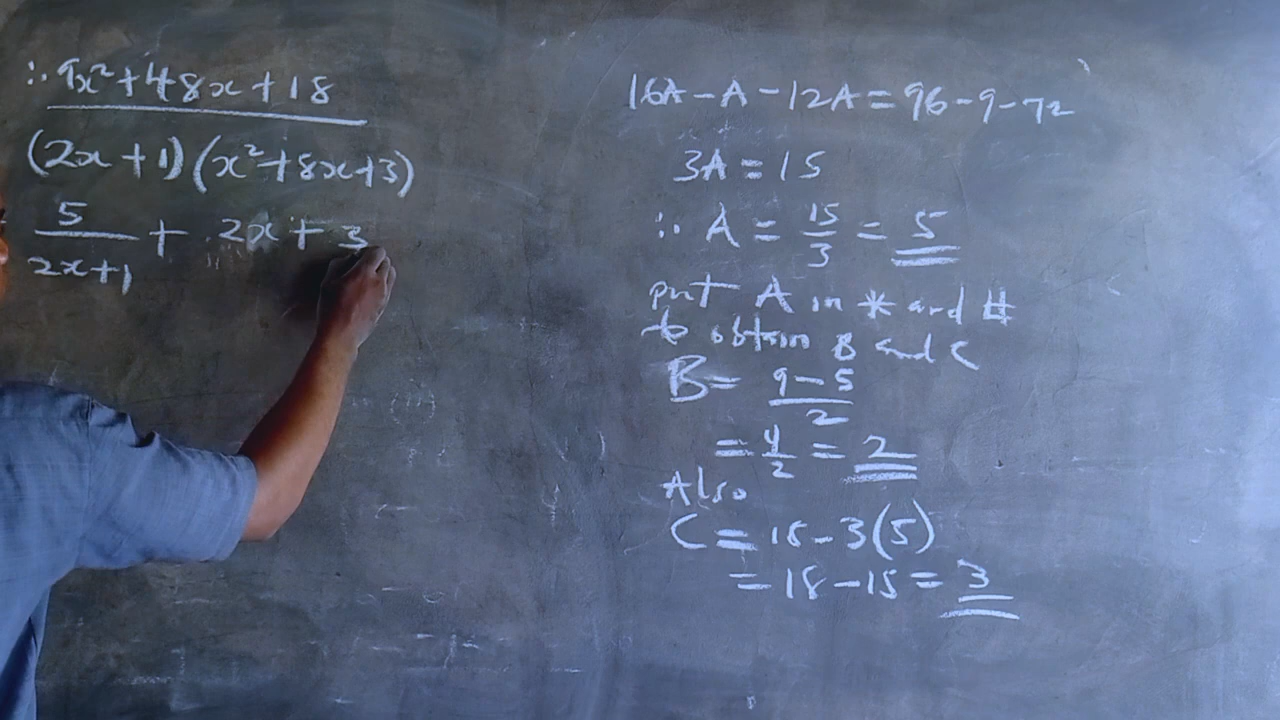 ∴ 9x²+48x+18
(2x+1)(x²+8x+3)
5/2x+1 + 2x+3
16A-A-12A=96-9-72
3A=15
∴ A = 15/3 = 5
put A in * and #
to obtain B and C
B= 9-5/2
= 4/2 = 2
Also
C = 18-3(5)
= 18-15 = 3